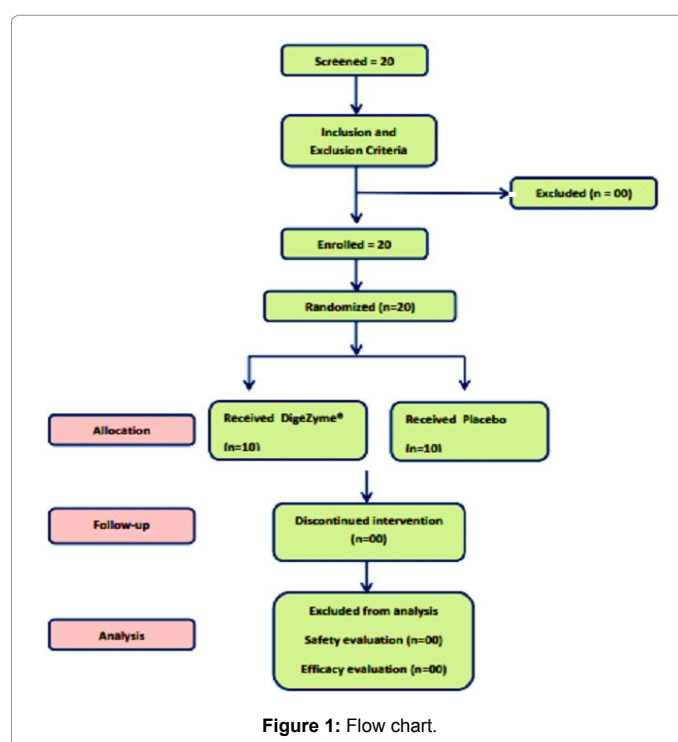 Screened = 20
Inclusion and
Exclusion Criteria
Excluded (n = 00)
Enrolled = 20
Randomized (n=20)
Allocation
Received DigeZyme®
(n=10)
Received Placebo
(n=10)
Follow-up
Discontinued intervention
(n=00)
Analysis
Excluded from analysis
Safety evaluation (n=00)
Efficacy evaluation (n=00)
Figure 1: Flow chart.